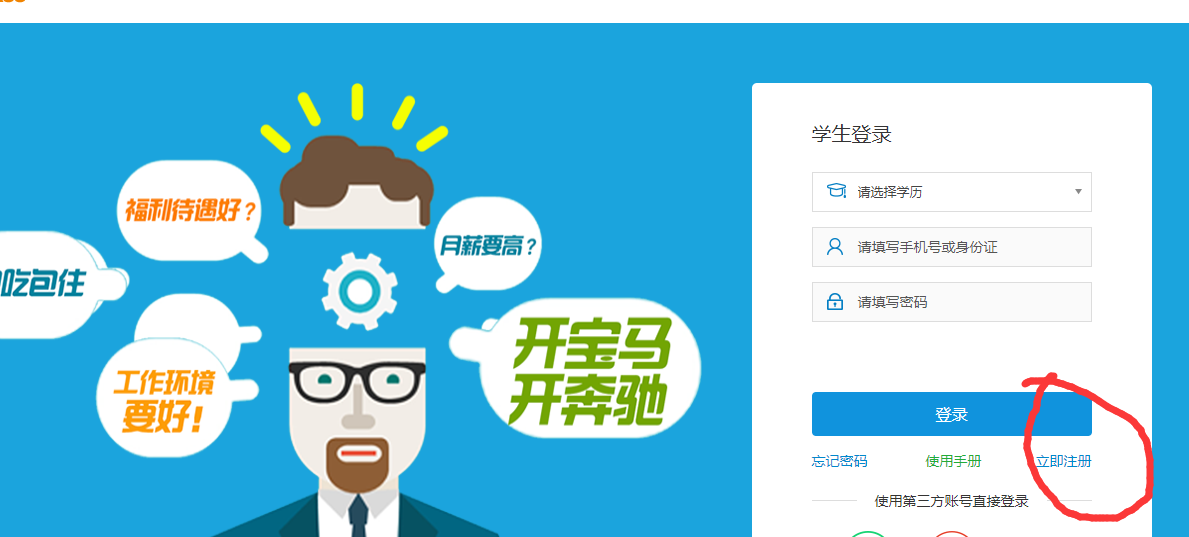 福利待遇好？
月薪要高？
吃包住
开宝马
开奔驰
工作环境
要好！
学生登录
请选择学历
请填写手机号或身份证
请填写密码
登录
忘记密码
使用手册
立即注册
使用第三方账号直接登录